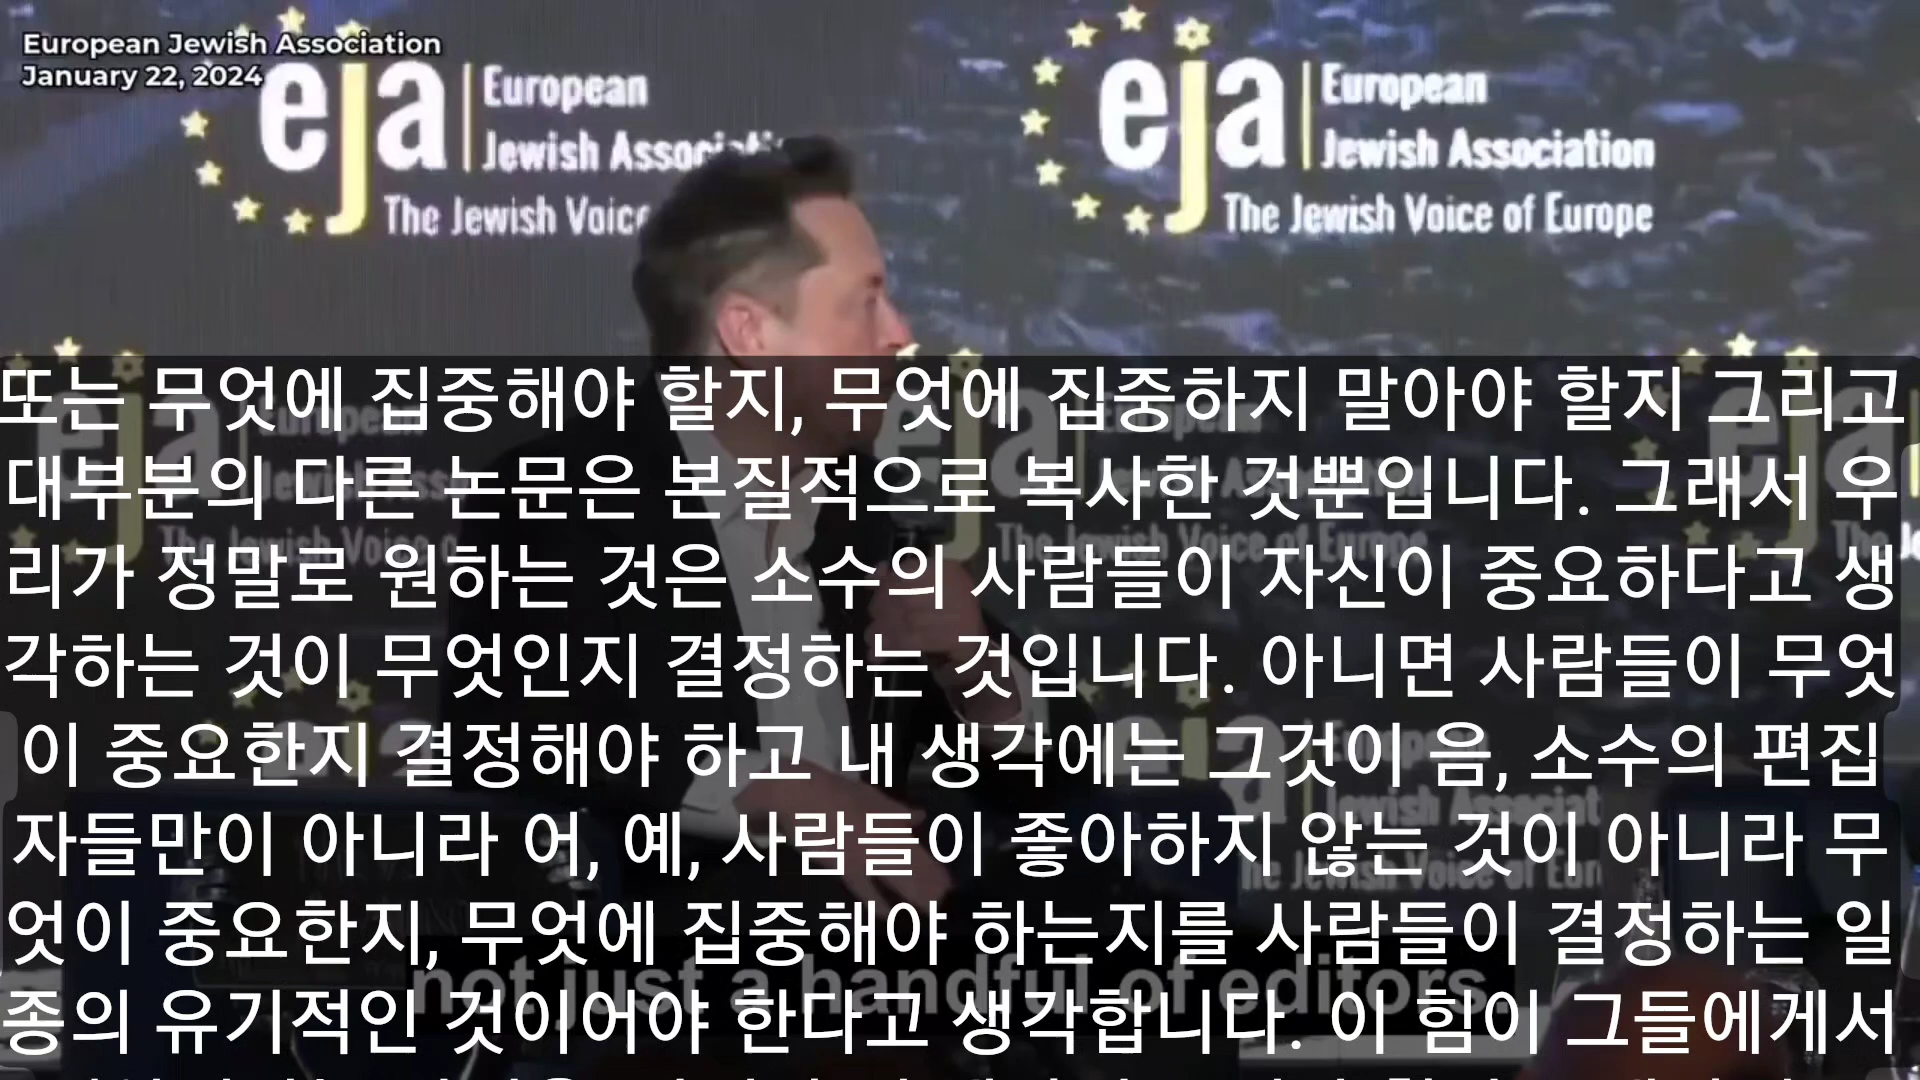 European Jewish Association
January 22, 2024
eja European
Jewish Associati
The Jewish Voice
eja European
Jewish Association
The Jewish Voice of Europe
또는 무엇에 집중해야 할지, 무엇에 집중하지 말아야 할지 그리고
대부분의 다른 논문은 본질적으로 복사한 것뿐입니다. 그래서 우
리가 정말로 원하는 것은 소수의 사람들이 자신이 중요하다고 생
각하는 것이 무엇인지 결정하는 것입니다. 아니면 사람들이 무엇
이 중요한지 결정해야 하고 내 생각에는 그것이 음, 소수의 편집
자들만이 아니라 어, 예, 사람들이 좋아하지 않는 것이 아니라 무
엇이 중요한지, 무엇에 집중해야 하는지를 사람들이 결정하는 일
종의 유기적인 것이어야 한다고 생각합니다. 이 힘이 그들에게서
not just a handful of editors